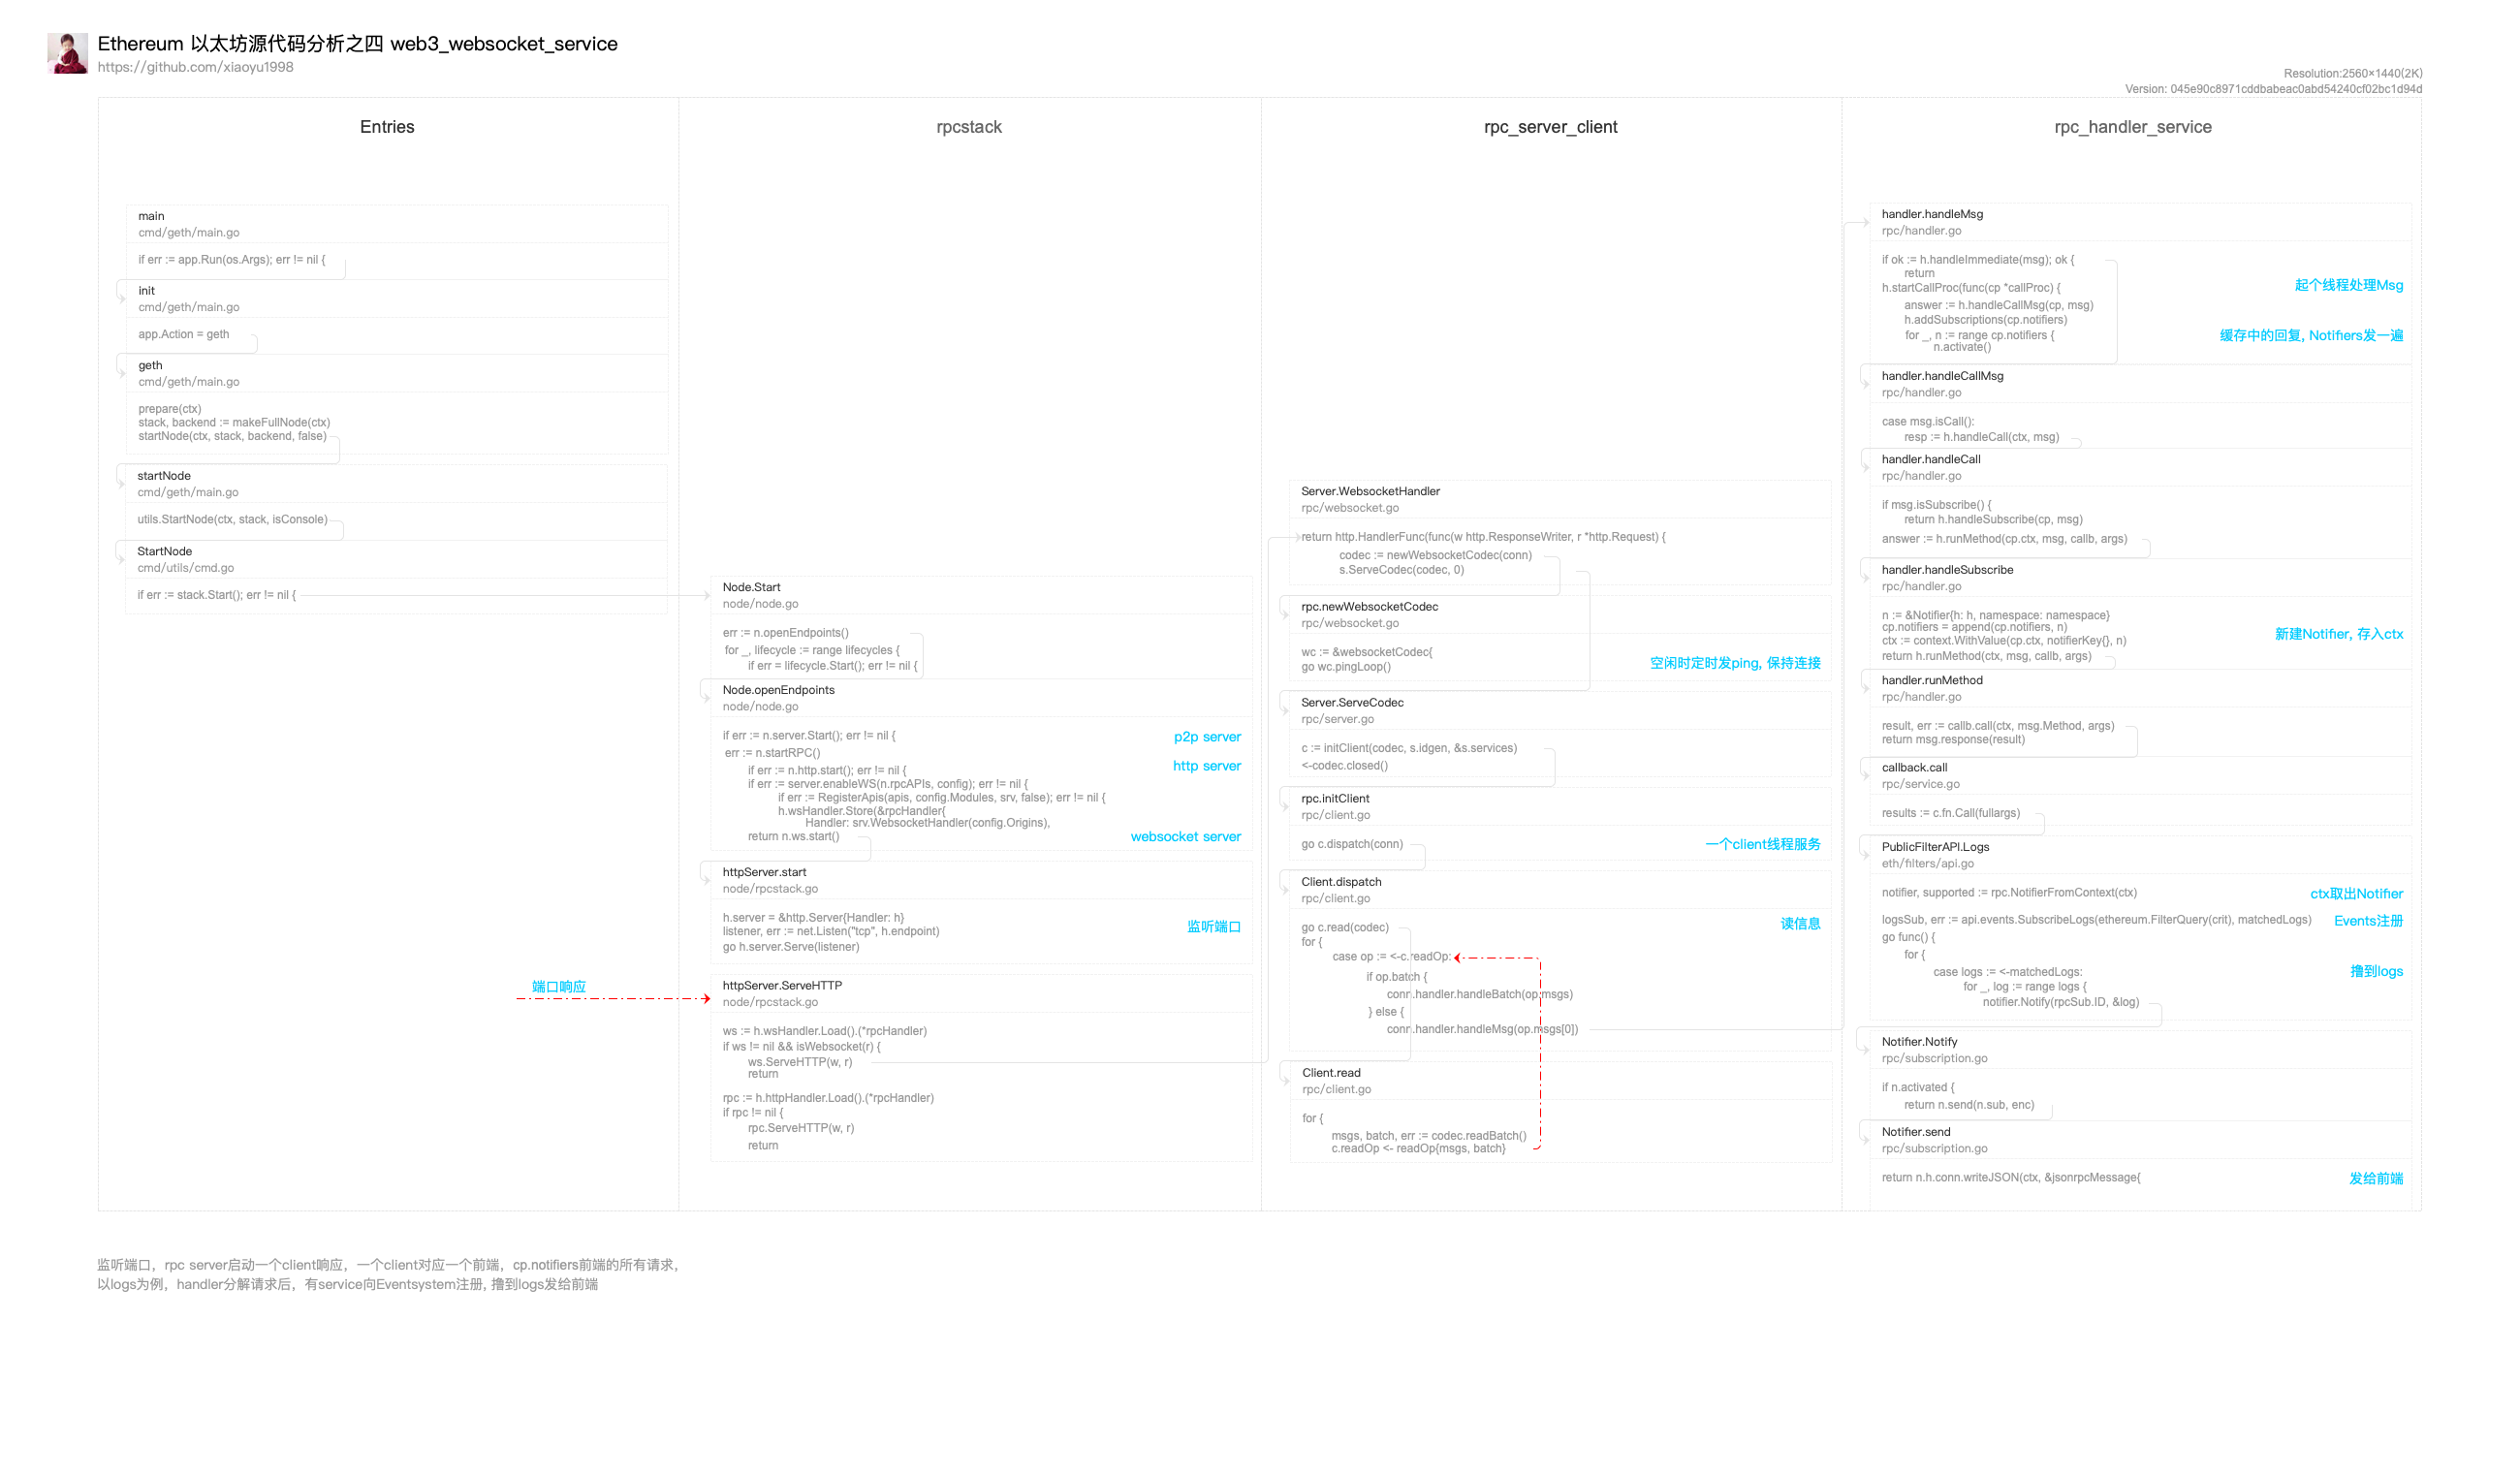 Ethereum 以太坊源代码分析之四 web3_websocket_service
https://github.com/xiaoyu1998
Resolution:2560×1440(2K)
Version: 045e90c8971cddbabeac0abd54240cf02bc1d94d
Entries
main
cmd/geth/main.go
if err := app.Run(os.Args); err != nil {
init
cmd/geth/main.go
app.Action = geth
geth
cmd/geth/main.go
prepare(ctx)
stack, backend := makeFullNode(ctx)
startNode(ctx, stack, backend, false)
startNode
cmd/geth/main.go
utils.StartNode(ctx, stack, isConsole)
StartNode
cmd/utils/cmd.go
if err := stack.Start(); err != nil {
端口响应
rpcstack
Node.Start
node/node.go
err := n.openEndpoints()
for _, lifecycle := range lifecycles {
if err = lifecycle.Start(); err != nil {
Node.openEndpoints
node/node.go
if err := n.server.Start(); err != nil {
p2p server
err := n.startRPC()
if err := n.http.start(); err != nil {
http server
if err := server.enableWS(n.rpcAPIs, config); err != nil {
if err := RegisterApis(apis, config.Modules, srv, false); err != nil {
h.wsHandler.Store(&rpcHandler{
Handler: srv.WebsocketHandler(config.Origins),
return n.ws.start()
websocket server
httpServer.start
node/rpcstack.go
h.server = &http.Server{Handler: h}
listener, err := net.Listen("tcp", h.endpoint)
监听端口
go h.server.Serve(listener)
httpServer.ServeHTTP
node/rpcstack.go
ws := h.wsHandler.Load().(*rpcHandler)
if ws != nil && isWebsocket(r) {
ws.ServeHTTP(w, r)
return
rpc := h.httpHandler.Load().(*rpcHandler)
if rpc != nil {
rpc.ServeHTTP(w, r)
return
rpc_server_client
Server.WebsocketHandler
rpc/websocket.go
return http.HandlerFunc(func(w http.ResponseWriter, r *http.Request) {
codec := newWebsocketCodec(conn)
s.ServeCodec(codec, 0)
rpc.newWebsocketCodec
rpc/websocket.go
wc := &websocketCodec{
go wc.pingLoop()
空闲时定时发ping, 保持连接
Server.ServeCodec
rpc/server.go
c := initClient(codec, s.idgen, &s.services)
<-codec.closed()
rpc.initClient
rpc/client.go
go c.dispatch(conn)
一个client线程服务
Client.dispatch
rpc/client.go
go c.read(codec)
读信息
for {
case op := <-c.readOp:
if op.batch {
conn.handler.handleBatch(op.msgs)
} else {
conn.handler.handleMsg(op.msgs[0])
Client.read
rpc/client.go
for {
msgs, batch, err := codec.readBatch()
c.readOp <- readOp{msgs, batch}
rpc_handler_service
handler.handleMsg
rpc/handler.go
if ok := h.handleImmediate(msg); ok {
return
h.startCallProc(func(cp *callProc) {
起个线程处理Msg
answer := h.handleCallMsg(cp, msg)
h.addSubscriptions(cp.notifiers)
for _, n := range cp.notifiers {
缓存中的回复, Notifiers发一遍
n.activate()
handler.handleCallMsg
rpc/handler.go
case msg.isCall():
resp := h.handleCall(ctx, msg)
handler.handleCall
rpc/handler.go
if msg.isSubscribe() {
return h.handleSubscribe(cp, msg)
answer := h.runMethod(cp.ctx, msg, callb, args)
handler.handleSubscribe
rpc/handler.go
n := &Notifier{h: h, namespace: namespace}
cp.notifiers = append(cp.notifiers, n)
ctx := context.WithValue(cp.ctx, notifierKey{}, n)
新建Notifier, 存入ctx
return h.runMethod(ctx, msg, callb, args)
handler.runMethod
rpc/handler.go
result, err := callb.call(ctx, msg.Method, args)
return msg.response(result)
callback.call
rpc/service.go
results := c.fn.Call(fullargs)
PublicFilterAPI.Logs
eth/filters/api.go
notifier, supported := rpc.NotifierFromContext(ctx)
ctx取出Notifier
logsSub, err := api.events.SubscribeLogs(ethereum.FilterQuery(crit), matchedLogs)
Events注册
go func() {
for {
case logs := <-matchedLogs:
撸到logs
for _, log := range logs {
notifier.Notify(rpcSub.ID, &log)
Notifier.Notify
rpc/subscription.go
if n.activated {
return n.send(n.sub, enc)
Notifier.send
rpc/subscription.go
return n.h.conn.writeJSON(ctx, &jsonrpcMessage{
发给前端
监听端口，rpc server启动一个client响应，一个client对应一个前端，cp.notifiers前端的所有请求，
以logs为例，handler分解请求后，有service向Eventsystem注册, 撸到logs发给前端